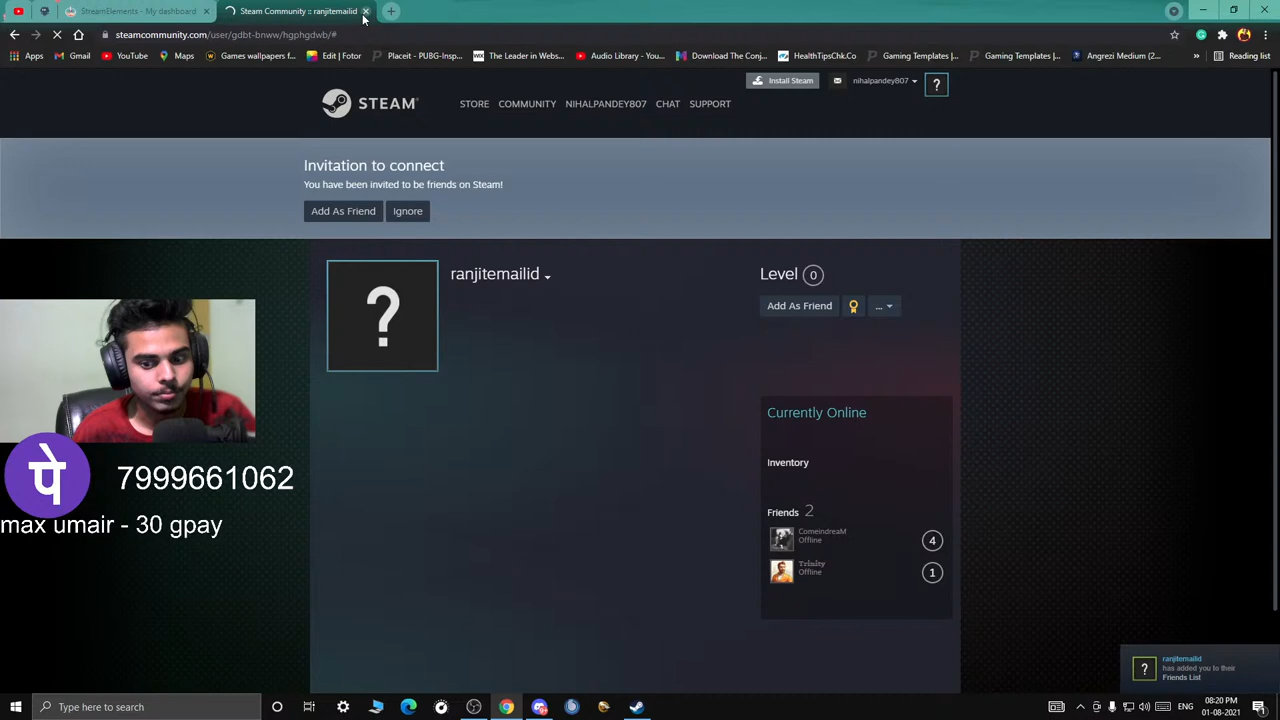 StreamElements - My dashboard
Steam Community :: ranjitemailid
steamcommunity.com/user/gdbt-bnww/hgphgdwb/#
Apps
Gmail
YouTube
Maps
Games wallpapers f...
Edit | Fotor
Placeit - PUBG-Insp...
The Leader in Web...
Audio Library - You...
Download The Conj...
HealthTipsChk.Co
Gaming Templates |...
Gaming Templates |...
Angrezi Medium (2...
»
Reading list
Install Steam
nihalpandey807
?
STEAM®
STORE COMMUNITY NIHALPANDEY807 CHAT SUPPORT
Invitation to connect
You have been invited to be friends on Steam!
Add As Friend
Ignore
?
ranjitemailid
Level 0
Add As Friend
...
Currently Online
Inventory
Friends 2
ComeindreaM
Offline
4
Trinity
Offline
1
पे
7999661062
max umair - 30 gpay
?
ranjitemailid
has added you to their
Friends List
Type here to search
ENG
08:20 PM
01-08-2021